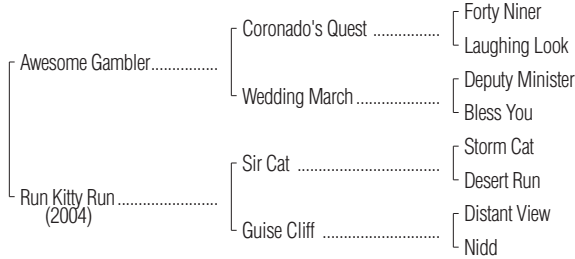 Forty Niner
Coronado's Quest ................
Laughing Look
Awesome Gambler................
Deputy Minister
Wedding March ....................
Bless You
Storm Cat
Sir Cat ..................................
Desert Run
Run Kitty Run ........................
(2004)
Distant View
Guise Cliff ............................
Nidd